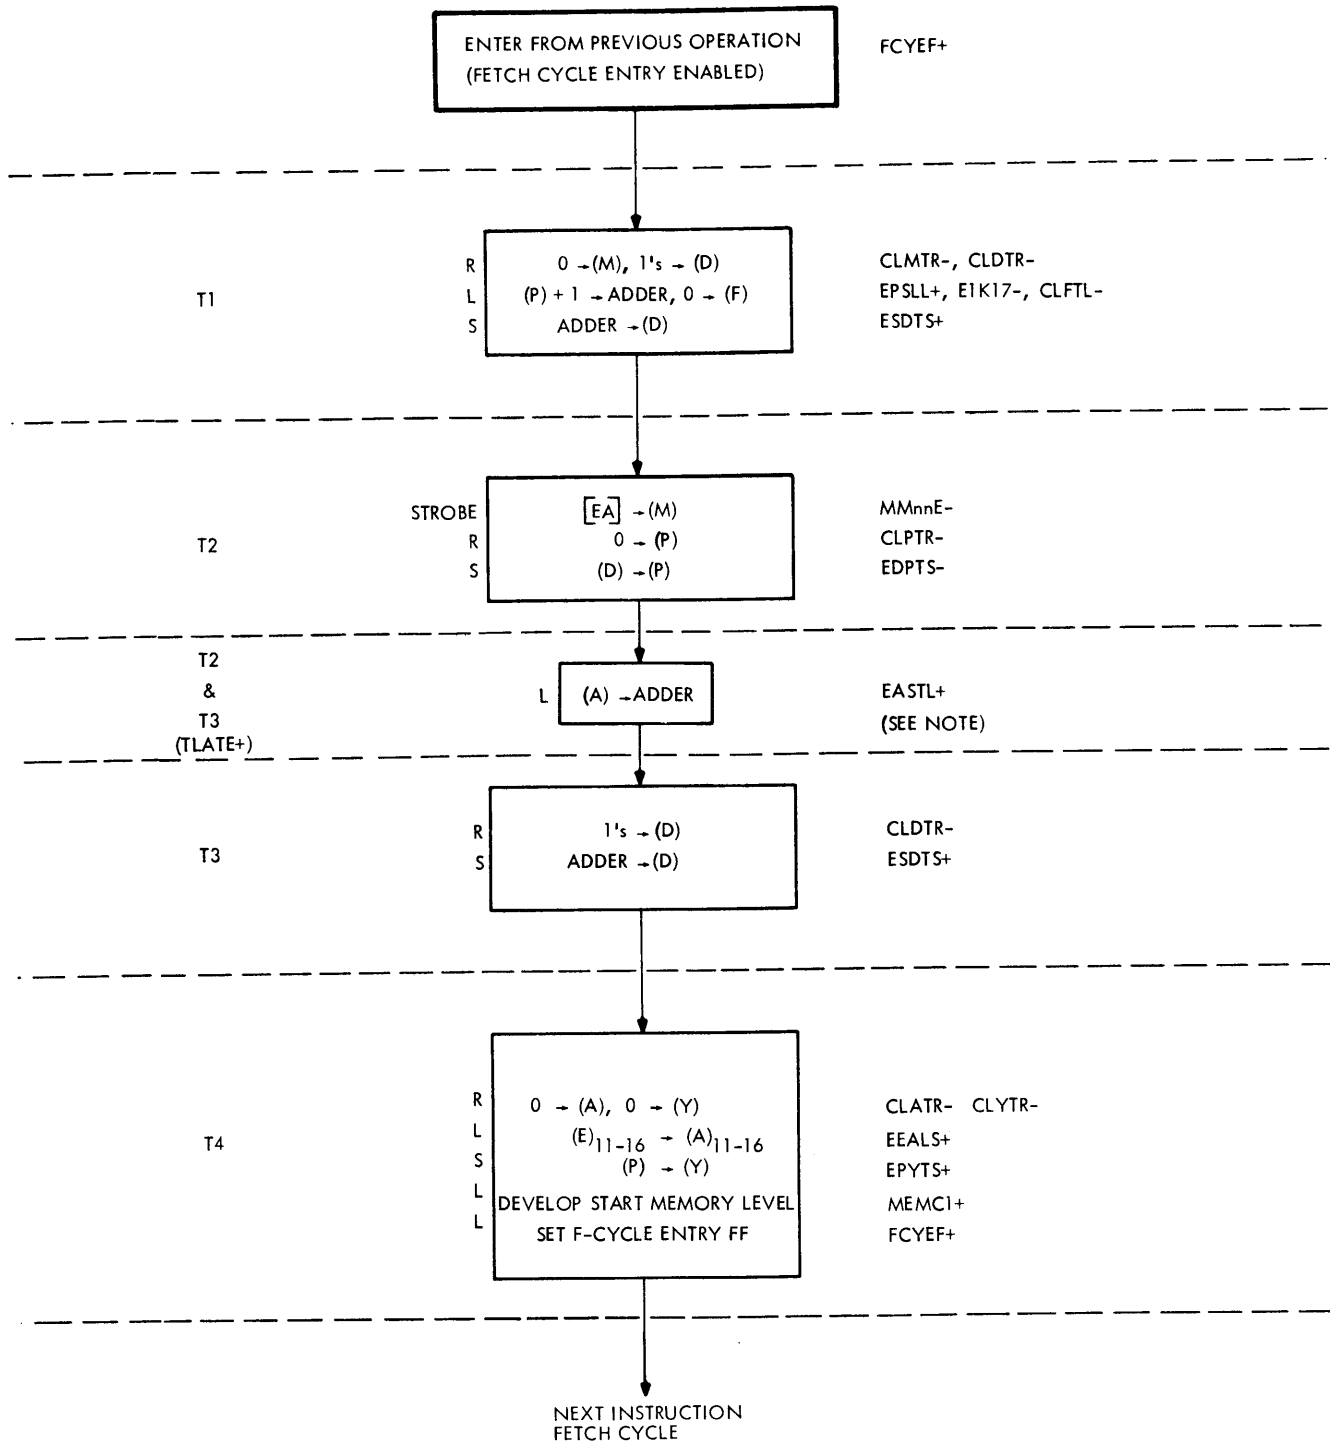 ENTER FROM PREVIOUS OPERATION
(FETCH CYCLE ENTRY ENABLED)
FCYEF+
T1
R 0 → (M), 1's → (D) CLMTR-, CLDTR-
L (P) + 1 → ADDER, 0 → (F) EPSLL+, E1K17-, CLFTL-
S ADDER → (D) ESDTS+
T2
STROBE [EA] → (M) MMnnE-
R 0 → (P) CLPTR-
S (D) → (P) EDPTS-
T2
&
T3
(TLATE+)
L (A) → ADDER EASTL+
(SEE NOTE)
T3
R 1's → (D) CLDTR-
S ADDER → (D) ESDTS+
T4
R 0 → (A), 0 → (Y) CLATR- CLYTR-
L (E)11-16 → (A)11-16 EEALS+
S (P) → (Y) EPYTS+
L DEVELOP START MEMORY LEVEL MEMC1+
L SET F-CYCLE ENTRY FF FCYEF+
NEXT INSTRUCTION
FETCH CYCLE